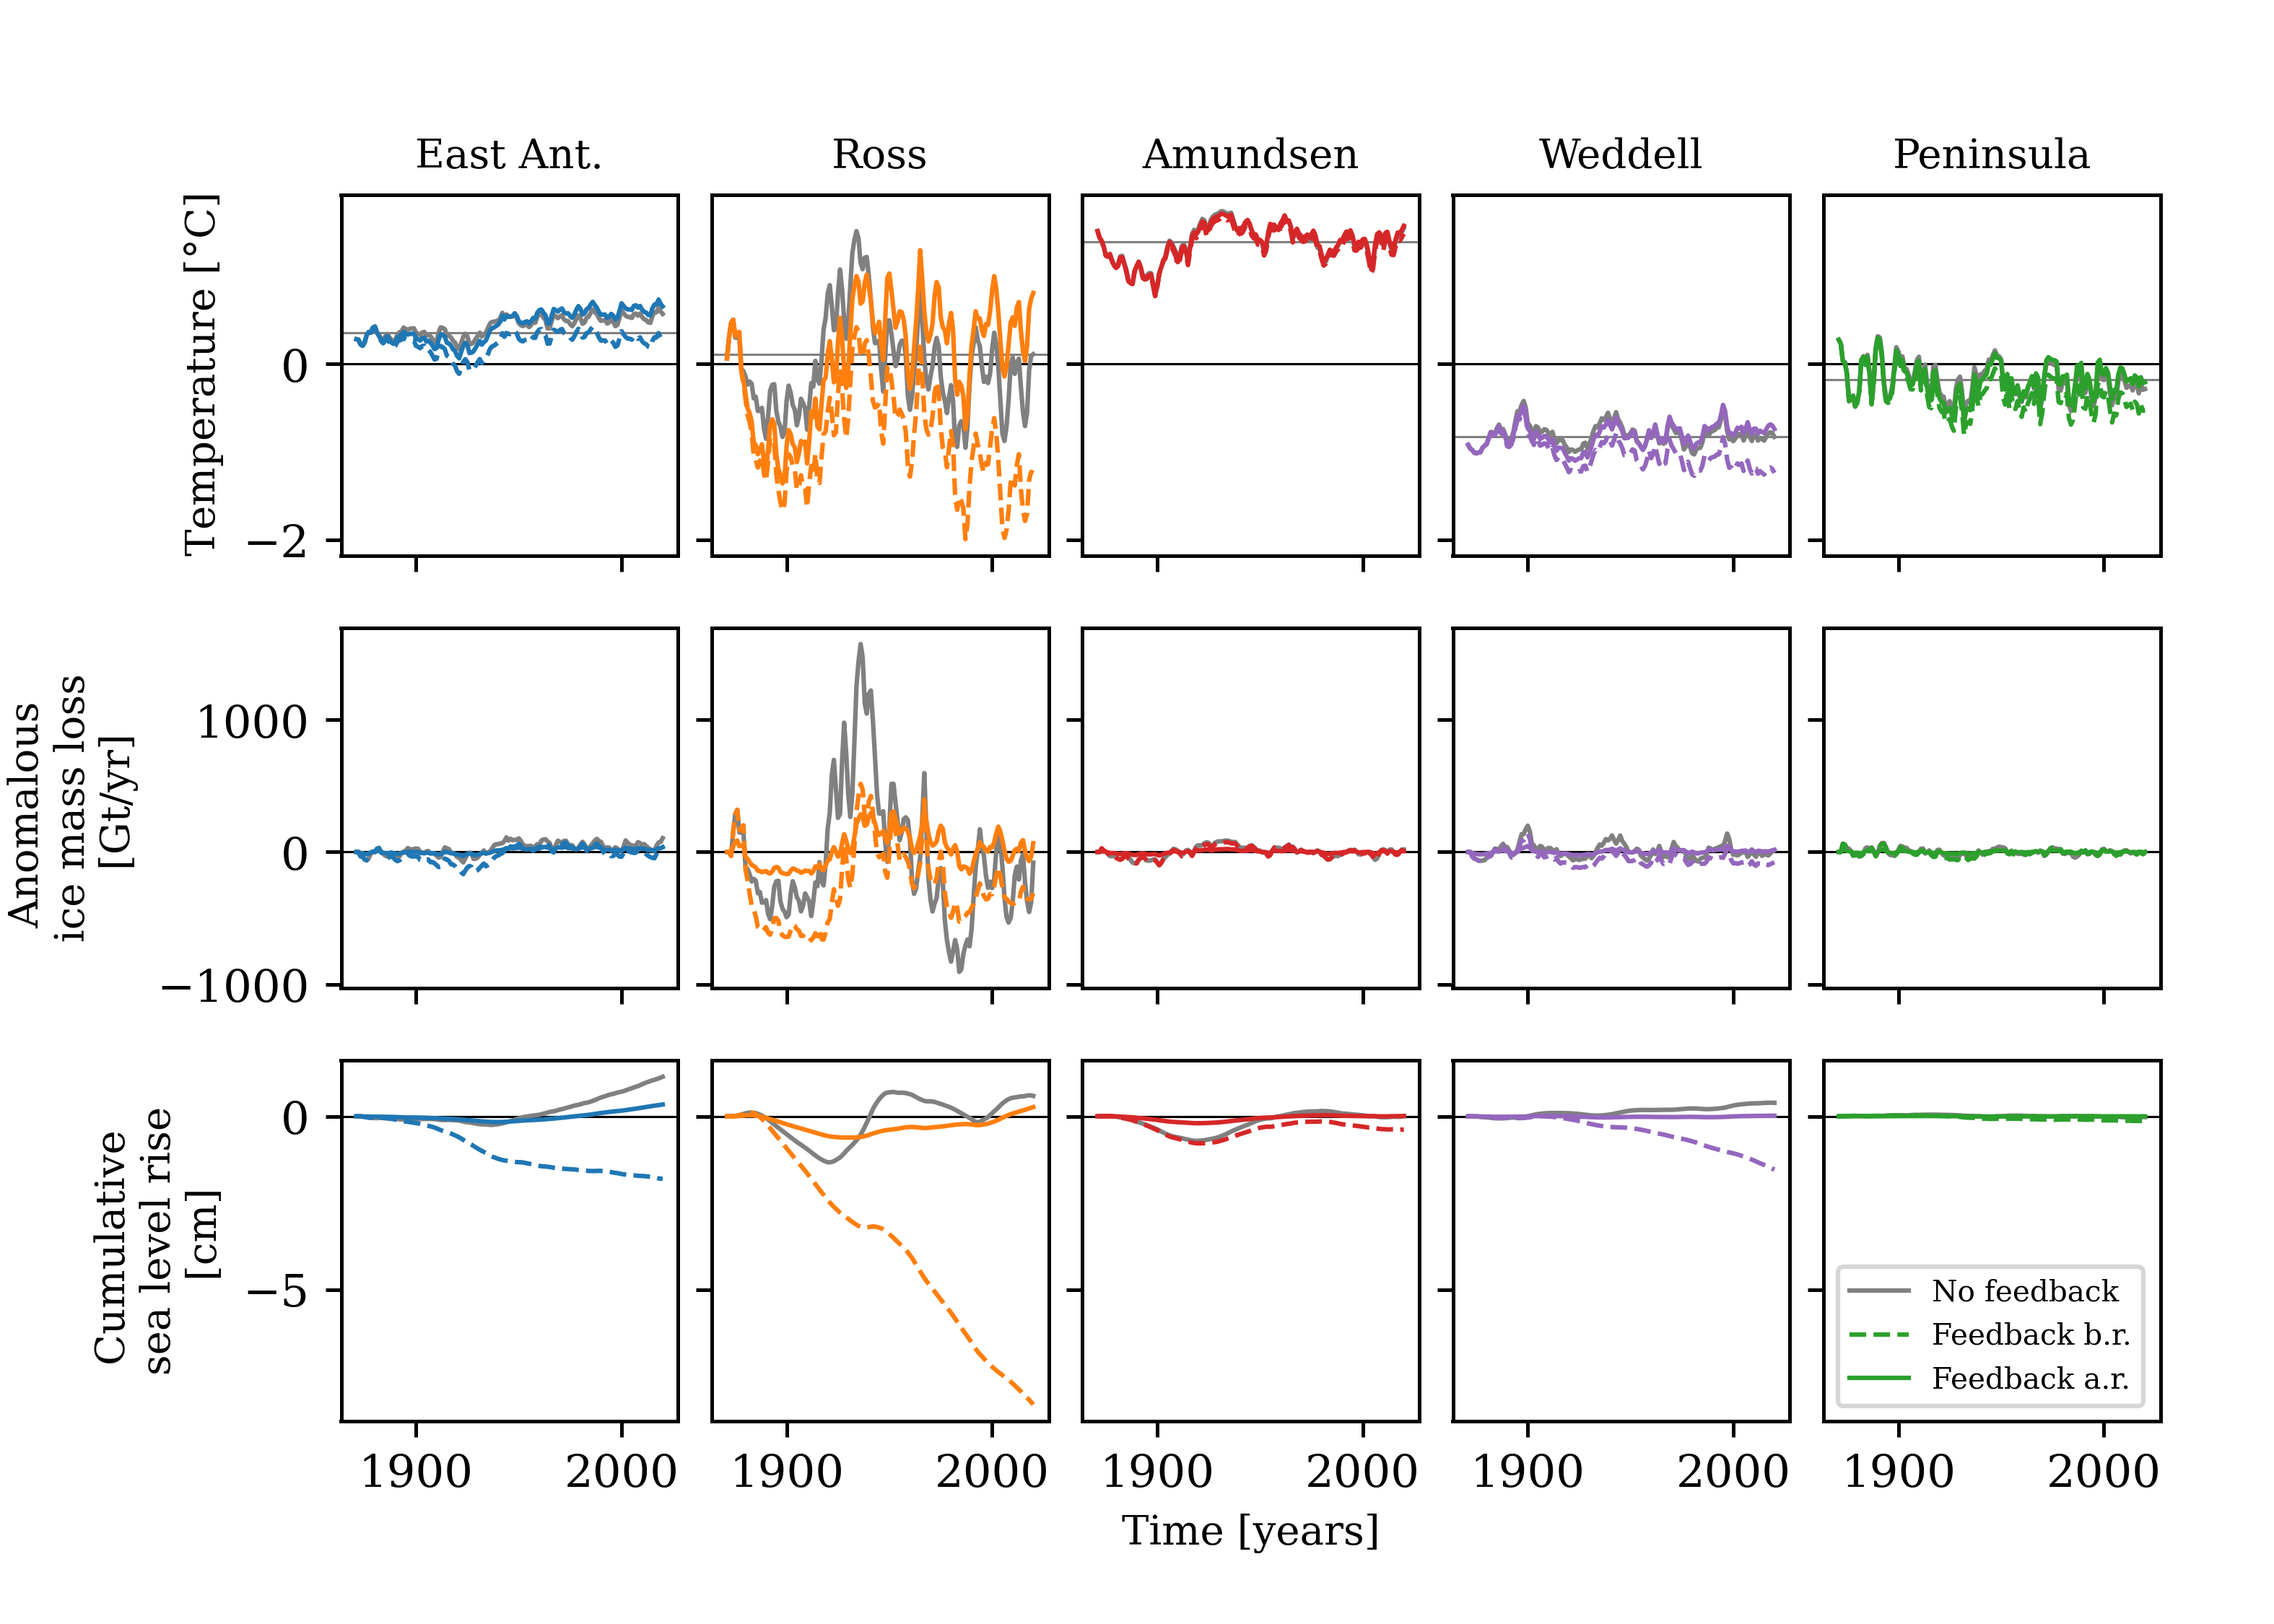 East Ant. Ross Amundsen Weddell Peninsula
Temperature [°C]
0
−2
Anomalous
ice mass loss
[Gt/yr]
1000
0
−1000
Cumulative
sea level rise
[cm]
0
−5
No feedback
Feedback b.r.
Feedback a.r.
1900 2000 1900 2000 1900 2000 1900 2000 1900 2000
Time [years]